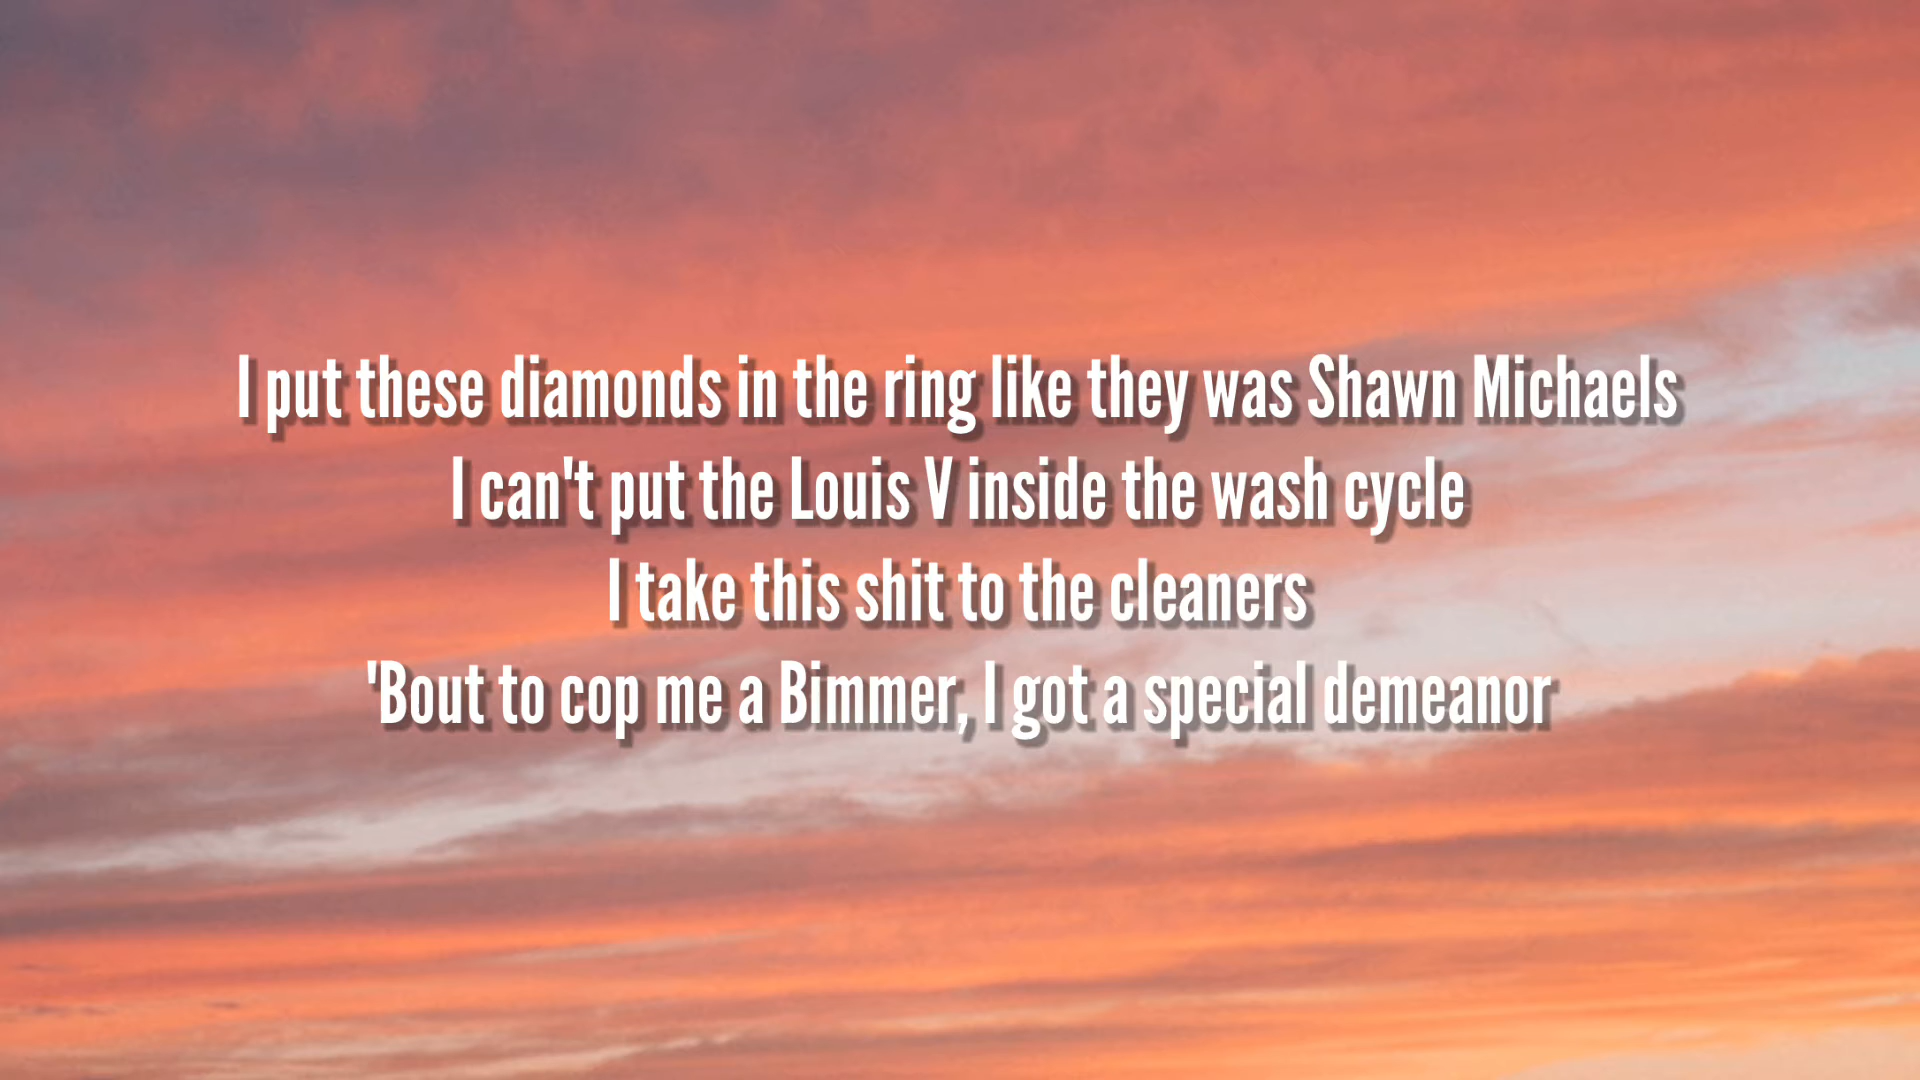 I put these diamonds in the ring like they was Shawn Michaels
I can't put the Louis V inside the wash cycle
I take this shit to the cleaners
'Bout to cop me a Bimmer, I got a special demeanor